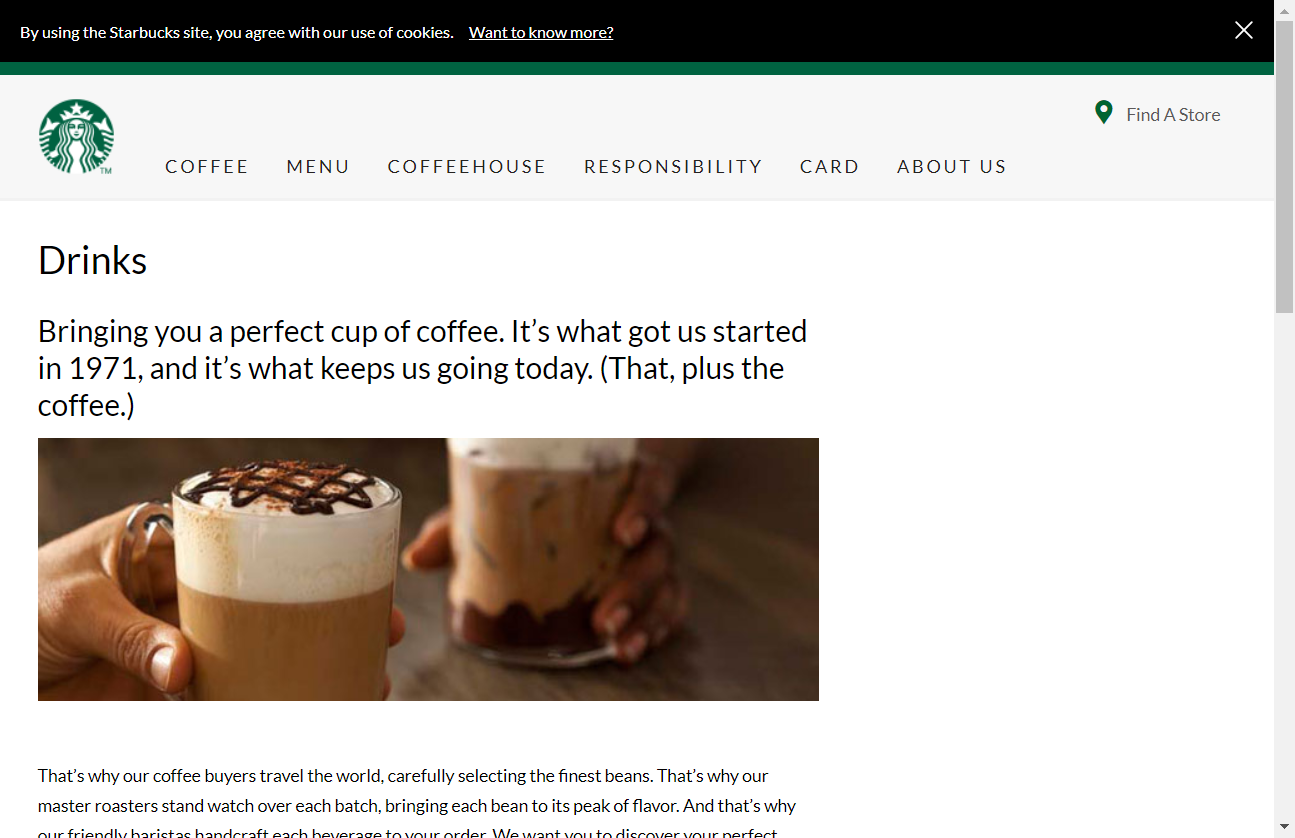 By using the Starbucks site, you agree with our use of cookies. Want to know more?
Find A Store
TM
COFFEE MENU COFFEEHOUSE RESPONSIBILITY CARD ABOUT US
Drinks
Bringing you a perfect cup of coffee. It’s what got us started
in 1971, and it’s what keeps us going today. (That, plus the
coffee.)
That’s why our coffee buyers travel the world, carefully selecting the finest beans. That’s why our
master roasters stand watch over each batch, bringing each bean to its peak of flavor. And that’s why
our friendly baristas handcraft each beverage to your order. We want you to discover your perfect